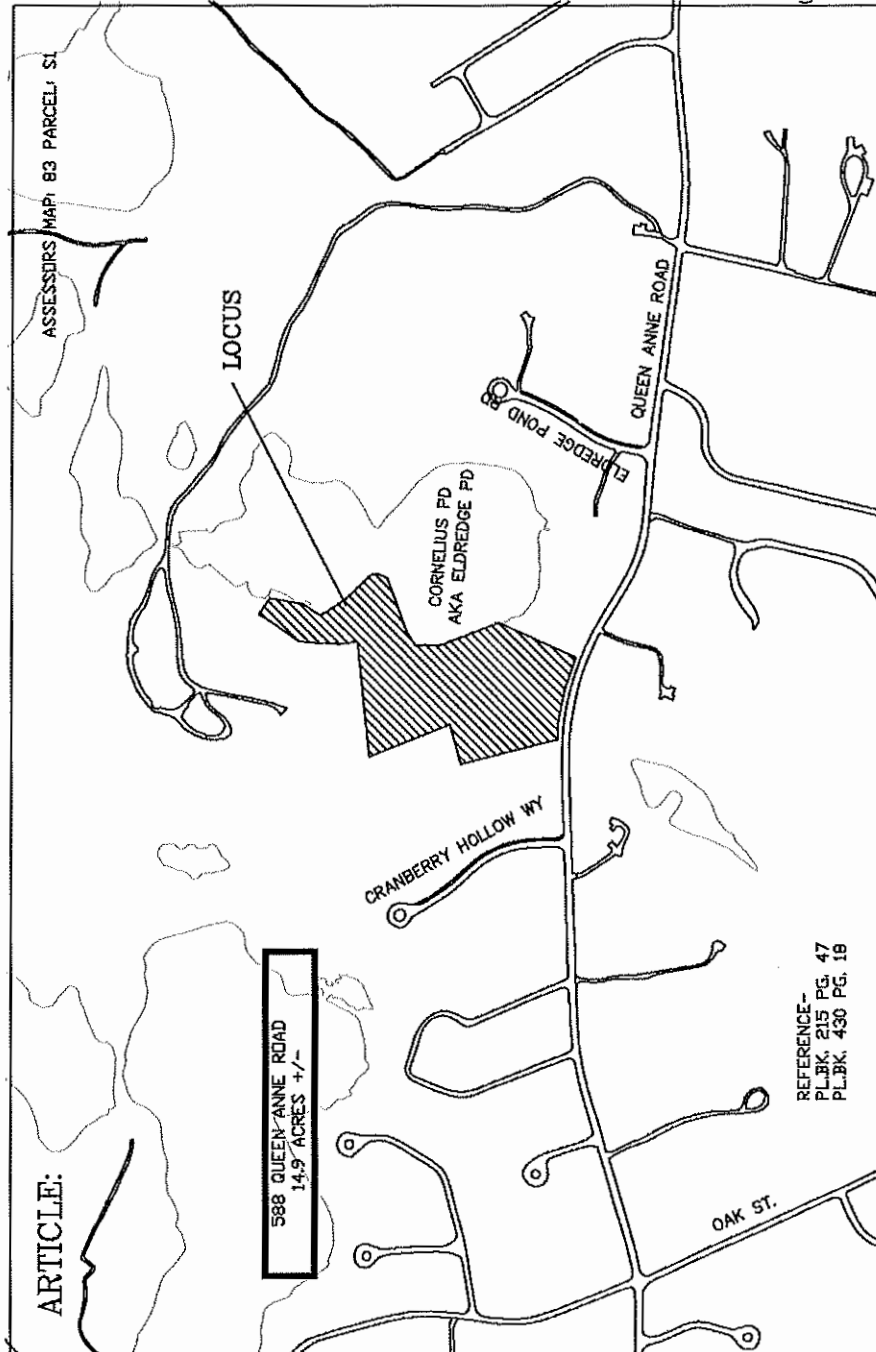 ARTICLE:
ASSESSORS MAP: 83 PARCEL: S1
588 QUEEN ANNE ROAD
14.9 ACRES +/-
LOCUS
CORNELIUS PD
AKA ELDREDGE PD
CRANBERRY HOLLOW WY
ELDREDGE POND RD
QUEEN ANNE ROAD
OAK ST.
REFERENCE-
PL.BK. 215 PG. 47
PL.BK. 430 PG. 18